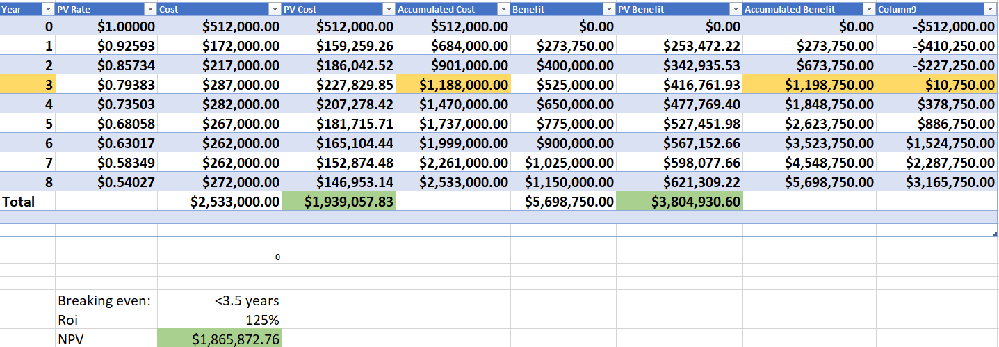 Year PV Rate Cost PV Cost Accumulated Cost Benefit PV Benefit Accumulated Benefit Column9
0 $1.00000 $512,000.00 $512,000.00 $512,000.00 $0.00 $0.00 $0.00 -$512,000.00
1 $0.92593 $172,000.00 $159,259.26 $684,000.00 $273,750.00 $253,472.22 $273,750.00 -$410,250.00
2 $0.85734 $217,000.00 $186,042.52 $901,000.00 $400,000.00 $342,935.53 $673,750.00 -$227,250.00
3 $0.79383 $287,000.00 $227,829.85 $1,188,000.00 $525,000.00 $416,761.93 $1,198,750.00 $10,750.00
4 $0.73503 $282,000.00 $207,278.42 $1,470,000.00 $650,000.00 $477,769.40 $1,848,750.00 $378,750.00
5 $0.68058 $267,000.00 $181,715.71 $1,737,000.00 $775,000.00 $527,451.98 $2,623,750.00 $886,750.00
6 $0.63017 $262,000.00 $165,104.44 $1,999,000.00 $900,000.00 $567,152.66 $3,523,750.00 $1,524,750.00
7 $0.58349 $262,000.00 $152,874.48 $2,261,000.00 $1,025,000.00 $598,077.66 $4,548,750.00 $2,287,750.00
8 $0.54027 $272,000.00 $146,953.14 $2,533,000.00 $1,150,000.00 $621,309.22 $5,698,750.00 $3,165,750.00
Total $2,533,000.00 $1,939,057.83 $5,698,750.00 $3,804,930.60
0
Breaking even: <3.5 years
Roi 125%
NPV $1,865,872.76